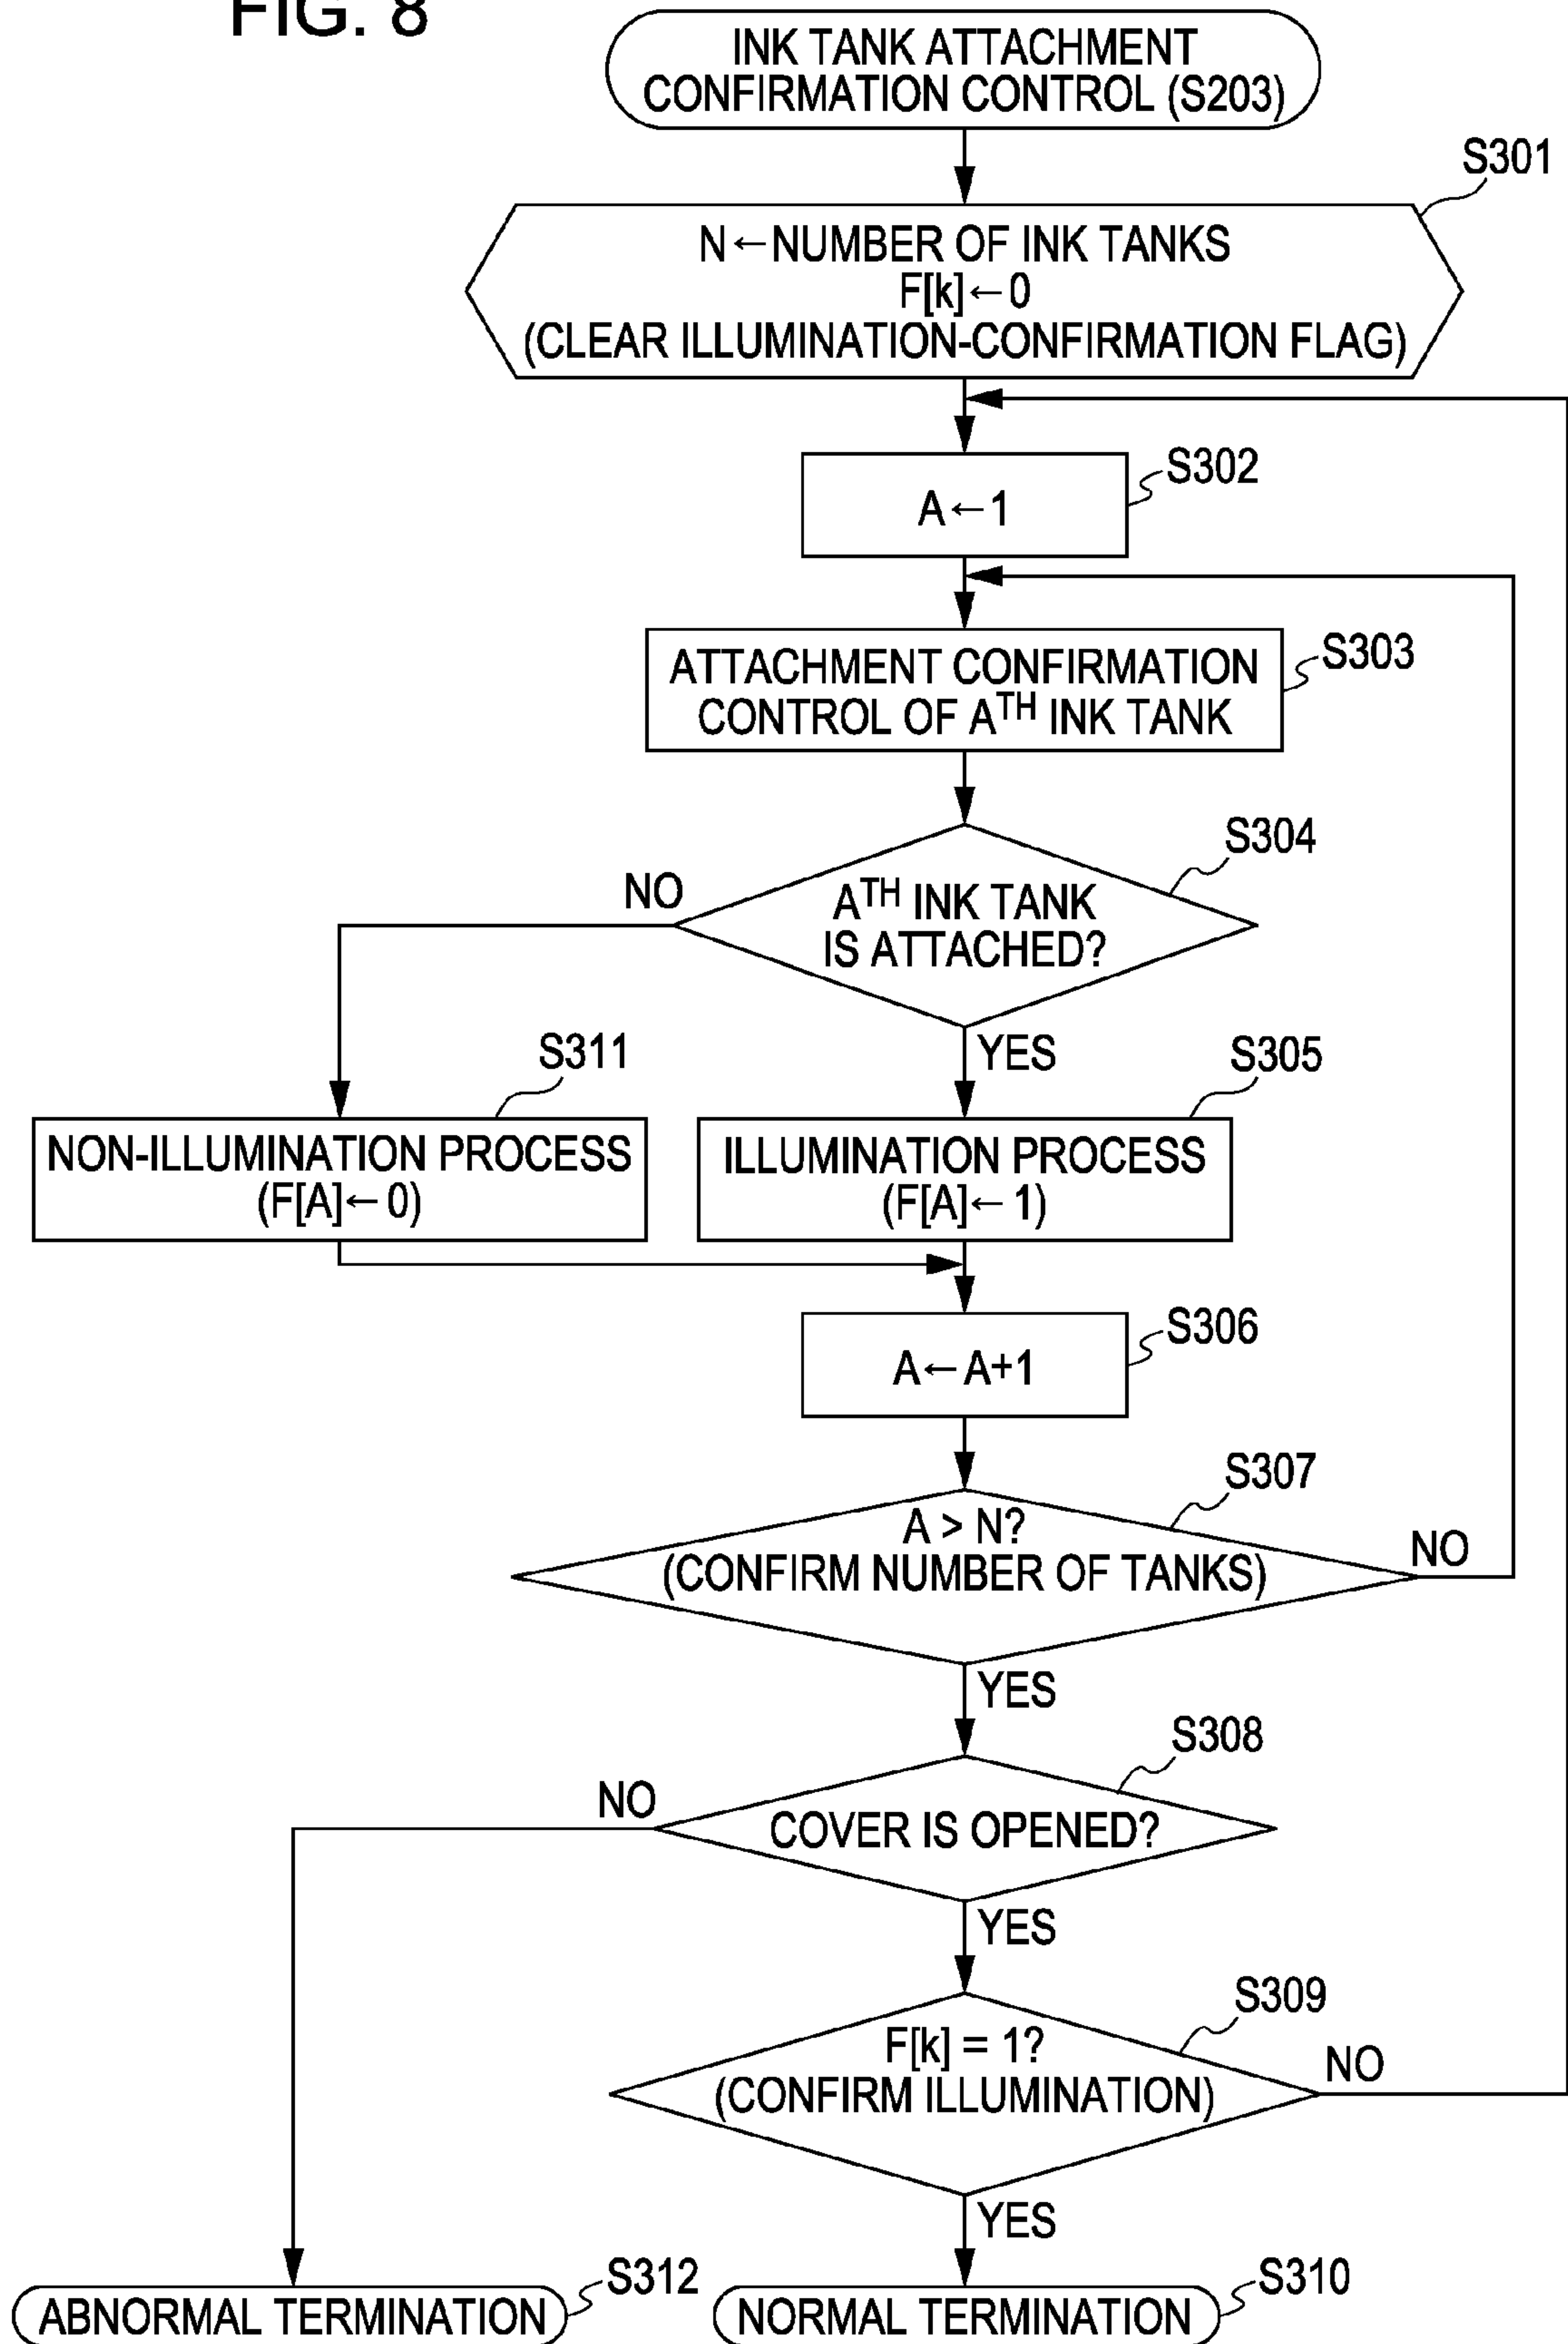 FIG. 8
INK TANK ATTACHMENT
CONFIRMATION CONTROL (S203)
S301
N←NUMBER OF INK TANKS
F[k]←0
(CLEAR ILLUMINATION-CONFIRMATION FLAG)
S302
A←1
S303
ATTACHMENT CONFIRMATION
CONTROL OF ATH INK TANK
S304
NO
ATH INK TANK
IS ATTACHED?
YES
S311
S305
NON-ILLUMINATION PROCESS
(F[A]←0)
ILLUMINATION PROCESS
(F[A]←1)
S306
A←A+1
S307
A > N?
(CONFIRM NUMBER OF TANKS)
NO
YES
S308
NO
COVER IS OPENED?
YES
S309
F[k] = 1?
(CONFIRM ILLUMINATION)
NO
YES
S312
S310
ABNORMAL TERMINATION
NORMAL TERMINATION